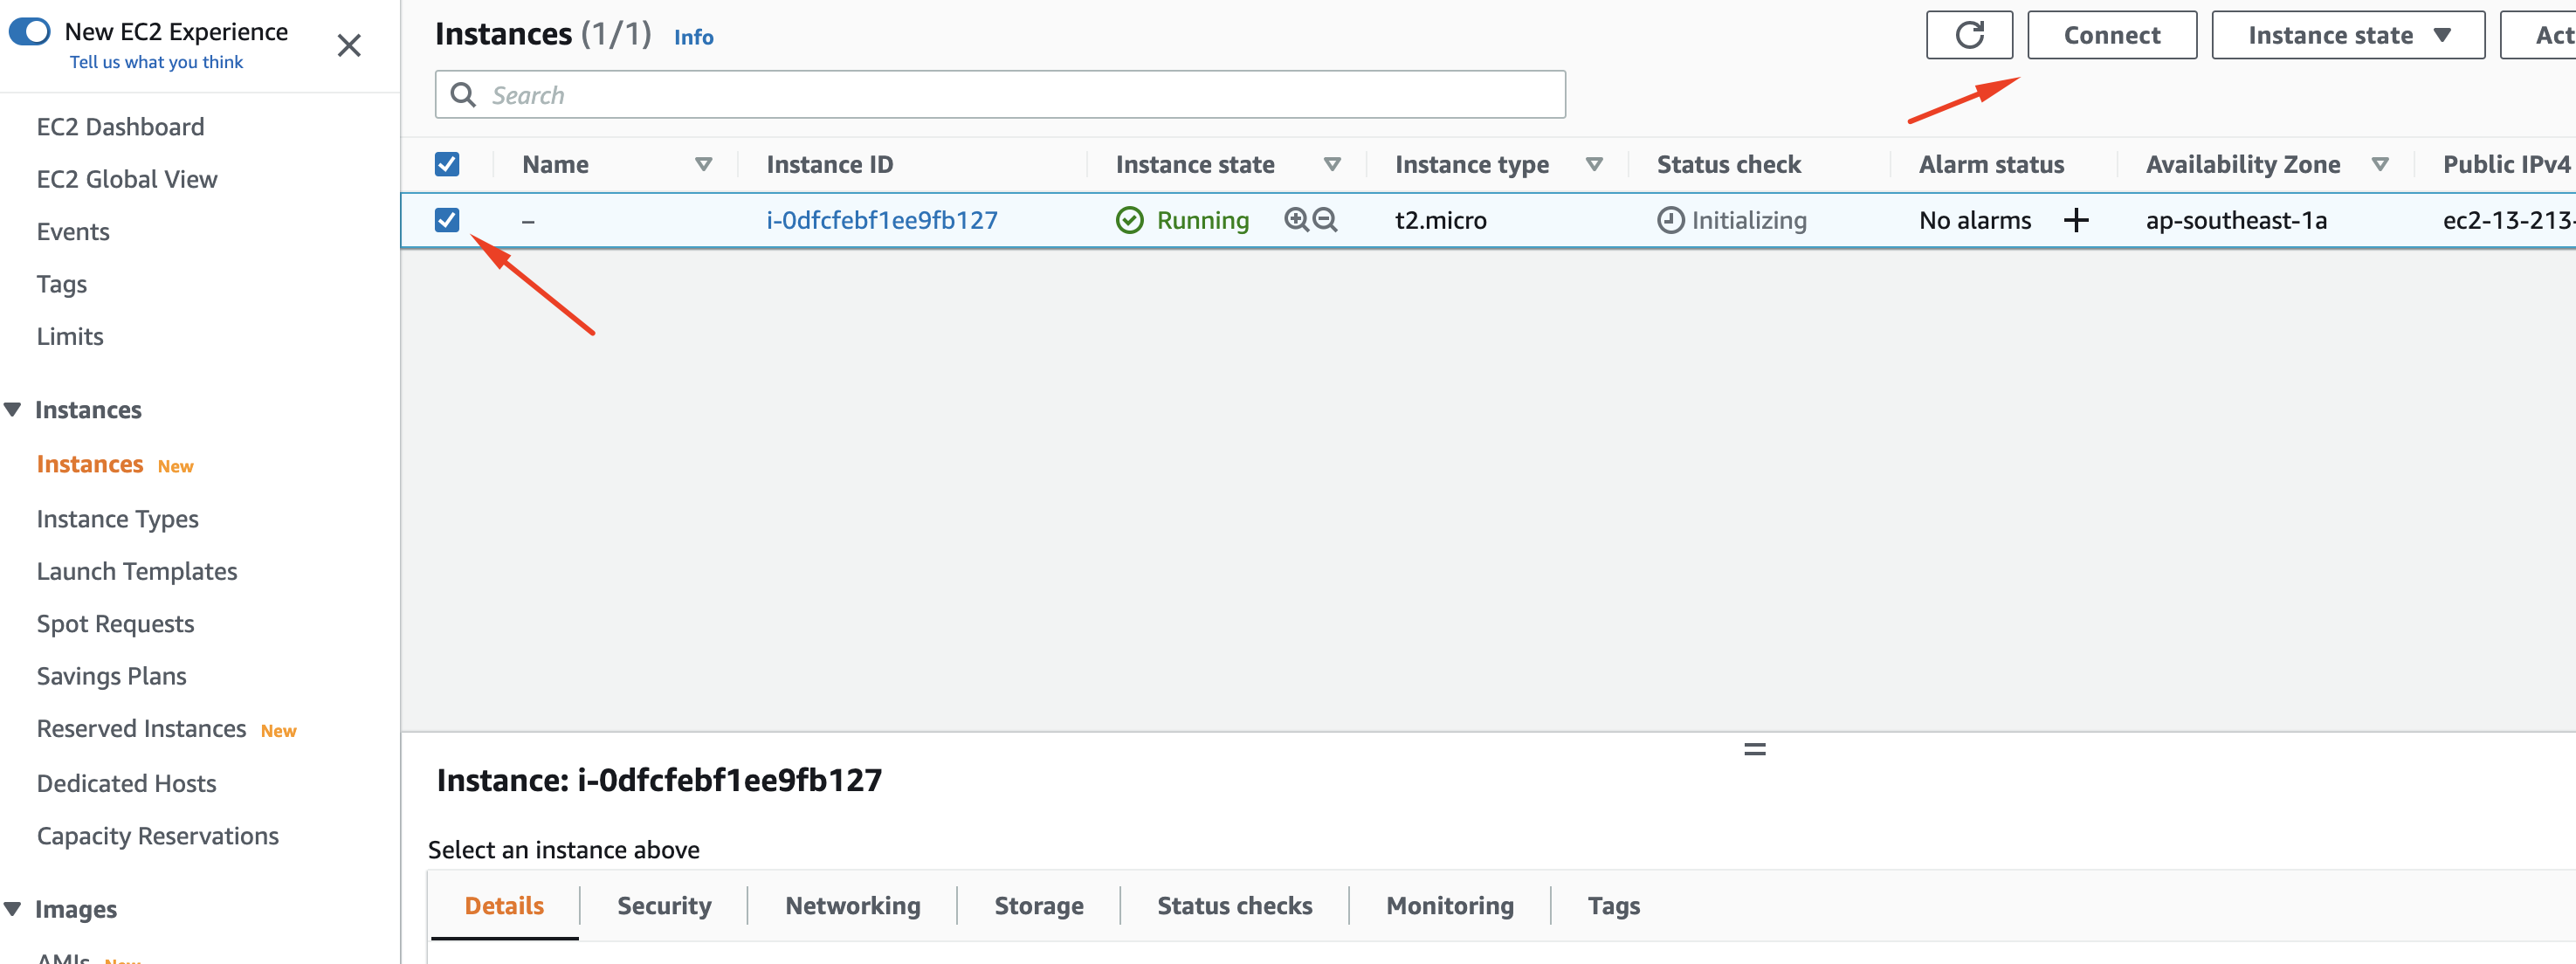 New EC2 Experience
Tell us what you think
EC2 Dashboard
EC2 Global View
Events
Tags
Limits
Instances
Instances New
Instance Types
Launch Templates
Spot Requests
Savings Plans
Reserved Instances New
Dedicated Hosts
Capacity Reservations
Images
AMIs New
Instances (1/1) Info
Connect
Instance state
Act
Search
Name Instance ID Instance state Instance type Status check Alarm status Availability Zone Public IPv4
– i-0dfcfebf1ee9fb127 Running t2.micro Initializing No alarms + ap-southeast-1a ec2-13-213-
Instance: i-0dfcfebf1ee9fb127
Select an instance above
Details Security Networking Storage Status checks Monitoring Tags